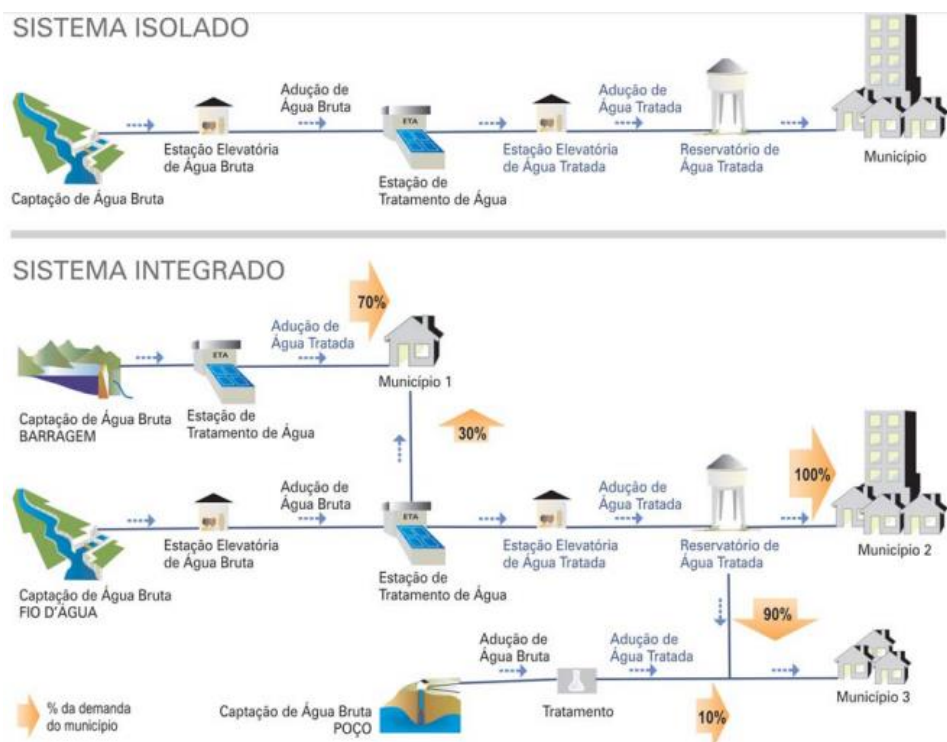 SISTEMA ISOLADO
Captação de Água Bruta
Estação Elevatória
de Água Bruta
Adução de
Água Bruta
ETA
Estação de
Tratamento de Água
Estação Elevatória
de Água Tratada
Adução de
Água Tratada
Reservatório de
Água Tratada
Município
SISTEMA INTEGRADO
Captação de Água Bruta
BARRAGEM
ETA
Estação de
Tratamento de Água
Adução de
Água Tratada
70%
Município 1
30%
Captação de Água Bruta
FIO D'ÁGUA
Estação Elevatória
de Água Bruta
Adução de
Água Bruta
ETA
Estação de
Tratamento de Água
Estação Elevatória
de Água Tratada
Adução de
Água Tratada
Reservatório de
Água Tratada
100%
Município 2
90%
Captação de Água Bruta
POÇO
Adução de
Água Bruta
Tratamento
Adução de
Água Tratada
10%
Município 3
% da demanda
do município